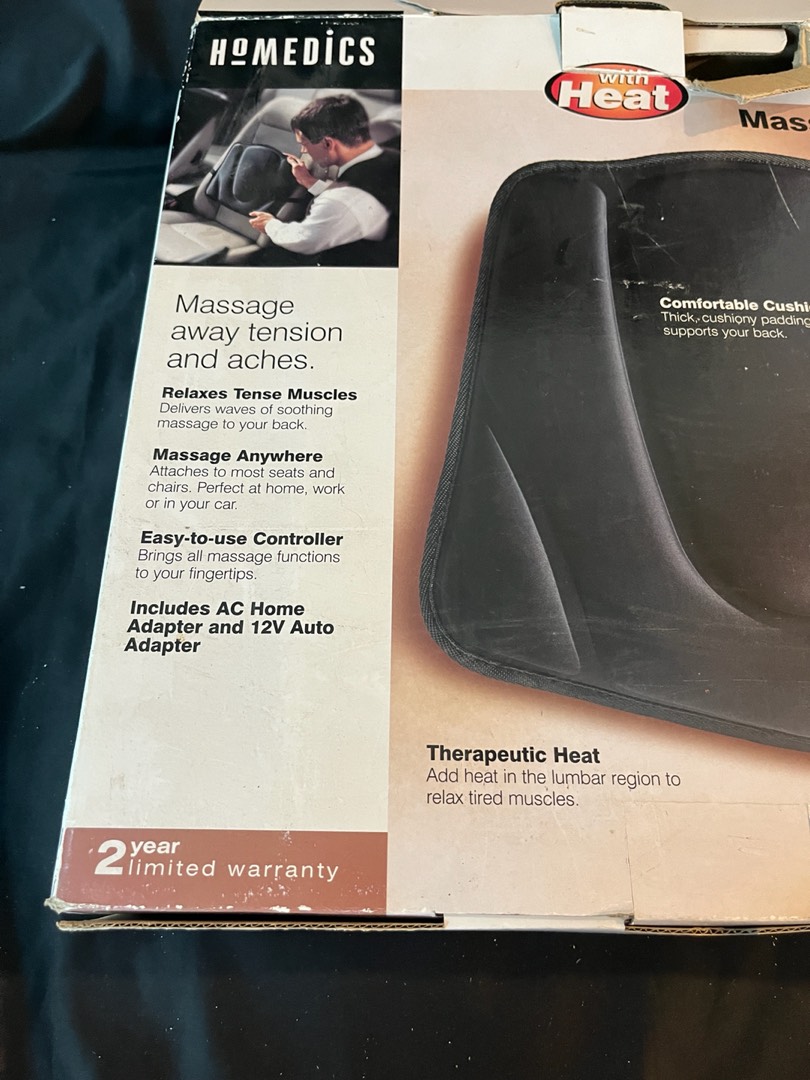 HOMEDICS
with
Heat
Massage
away tension
and aches.
Relaxes Tense Muscles
Delivers waves of soothing
massage to your back.
Massage Anywhere
Attaches to most seats and
chairs. Perfect at home, work
or in your car.
Easy-to-use Controller
Brings all massage functions
to your fingertips.
Includes AC Home
Adapter and 12V Auto
Adapter
2 year
limited warranty
Mas
Comfortable Cushi
Thick, cushiony padding
supports your back.
Therapeutic Heat
Add heat in the lumbar region to
relax tired muscles.